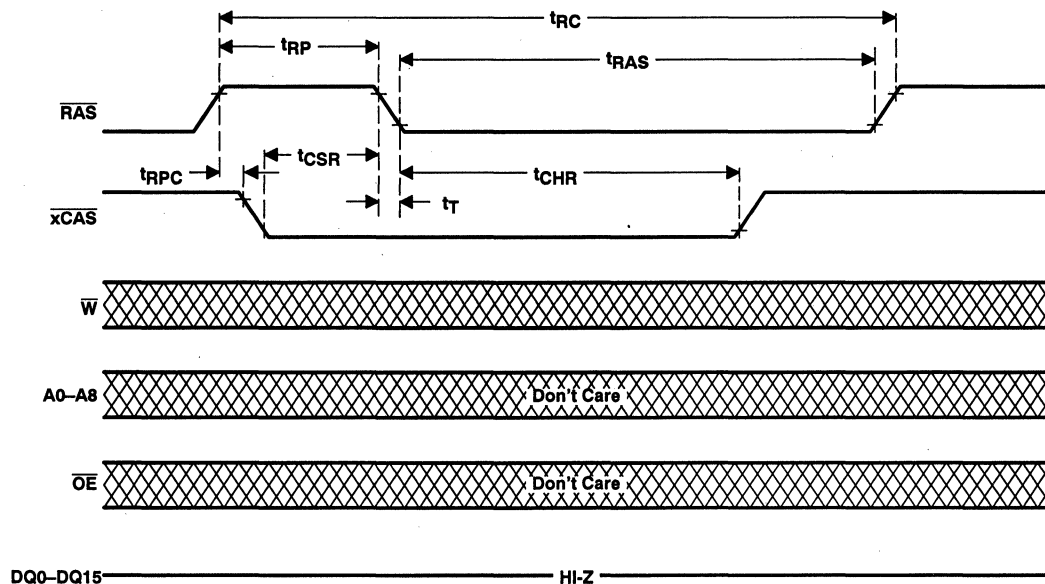 tRC
tRP
tRAS
RAS
tCSR
tRPC
tCHR
xCAS
tT
W
A0–A8
Don't Care
OE
Don't Care
DQ0–DQ15
HI-Z